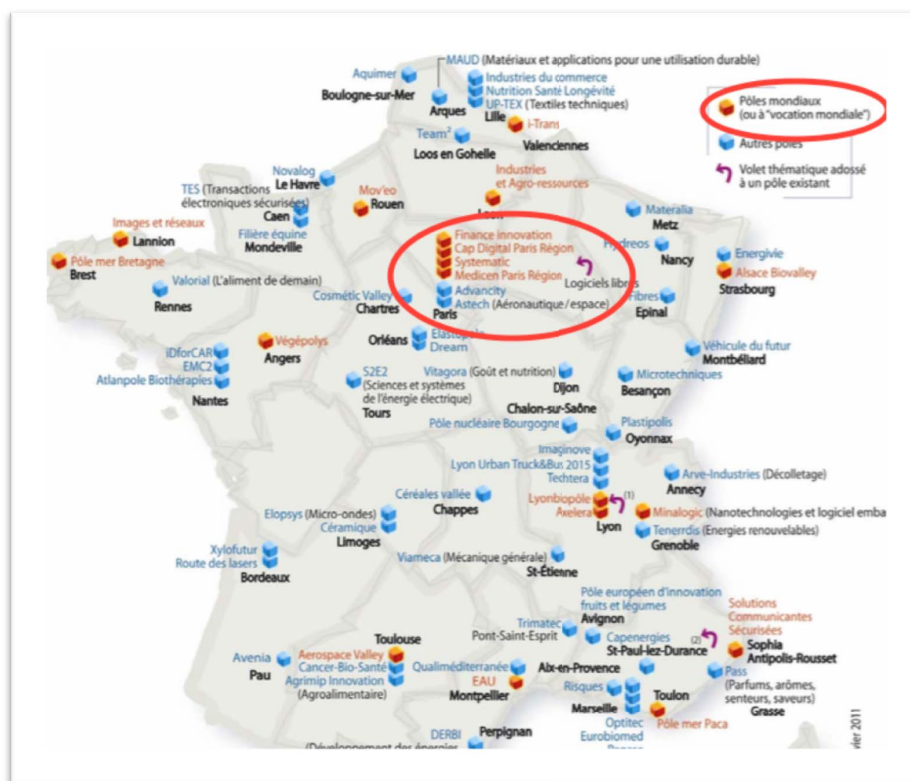 MAUD (Matériaux et applications pour une utilisation durable)
Aquimer
Boulogne-sur-Mer
Arques
Industries du commerce
Nutrition Santé Longévité
UP-TEX (Textiles techniques)
Lille
i-Trans
Valenciennes
Team²
Loos en Gohelle
Pôles mondiaux
(ou à "vocation mondiale")
Autres pôles
Volet thématique adossé
à un pôle existant
Novalog
Le Havre
TES (Transactions
électroniques sécurisées)
Caen
Filière équine
Mondeville
Mov'eo
Rouen
Industries
et Agro-ressources
Laon
Materalia
Metz
Hydreos
Nancy
Energivie
Alsace Biovalley
Strasbourg
Fibres
Epinal
Images et réseaux
Lannion
Pôle mer Bretagne
Brest
Valorial (L'aliment de demain)
Rennes
Finance Innovation
Cap Digital Paris Région
Systematic
Medicen Paris Région
Logiciels libres
Advancity
Astech (Aéronautique/espace)
Paris
Cosmétic Valley
Chartres
Elastopole
Orléans
Dream
Végépolys
Angers
iDforCAR
EMC2
Atlanpole Biothérapies
Nantes
S2E2
(Sciences et systèmes
de l'énergie électrique)
Tours
Vitagora (Goût et nutrition)
Dijon
Véhicule du futur
Montbéliard
Microtechniques
Besançon
Chalon-sur-Saône
Pôle nucléaire Bourgogne
Plastipolis
Oyonnax
Imaginove
Lyon Urban Truck&Bus 2015
Techtera
Lyonbiopôle
(1)
Axelera
Lyon
Arve-Industries (Décolletage)
Annecy
Minalogic (Nanotechnologies et logiciel emba
Tenerrdis (Energies renouvelables)
Grenoble
Céréales vallée
Chappes
Elopsys (Micro-ondes)
Céramique
Limoges
Viameca (Mécanique générale)
St-Étienne
Xylofutur
Route des lasers
Bordeaux
Pôle européen d'innovation
fruits et légumes
Avignon
Trimatec
Pont-Saint-Esprit
Capenergies
(2)
St-Paul-lez-Durance
Solutions
Communicantes
Sécurisées
Sophia
Antipolis-Rousset
Toulouse
Aerospace Valley
Cancer-Bio-Santé
Agrimip Innovation
(Agroalimentaire)
Avenia
Pau
Qualiméditerranée
EAU
Montpellier
Aix-en-Provence
Risques
Marseille
Optitec
Eurobiomed
Toulon
Pôle mer Paca
Pass
(Parfums, arômes,
senteurs, saveurs)
Grasse
DERBI
Perpignan
(Développement des énergies
vier 2011